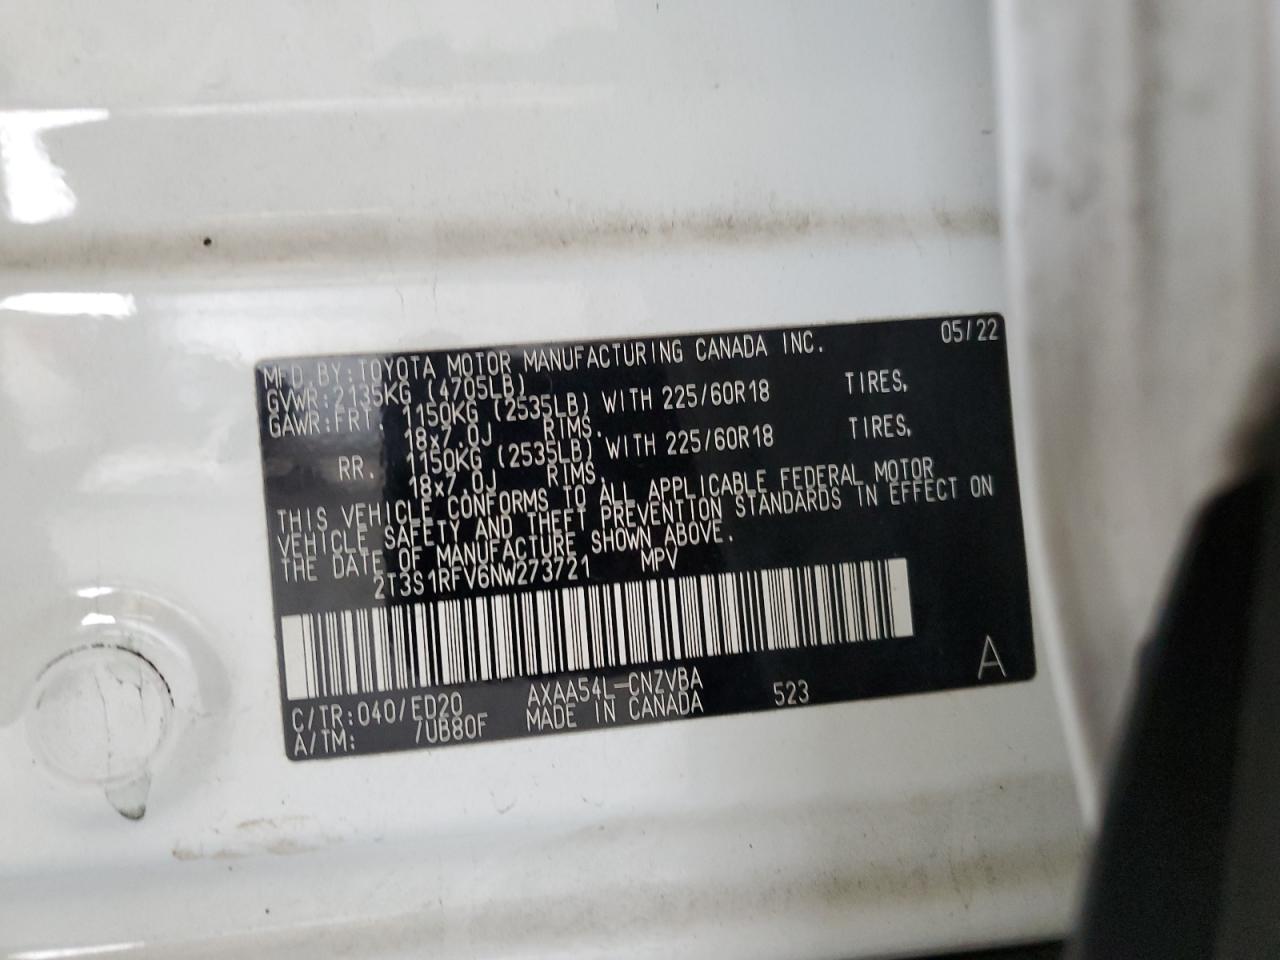 MFD.BY:TOYOTA MOTOR MANUFACTURING CANADA INC. 05/22
GVWR:2135KG (4705LB)
GAWR:FRT. 1150KG (2535LB) WITH 225/60R18 TIRES,
18x7.0J RIMS.
RR. 1150KG (2535LB) WITH 225/60R18 TIRES,
18x7.0J RIMS.
THIS VEHICLE CONFORMS TO ALL APPLICABLE FEDERAL MOTOR
VEHICLE SAFETY AND THEFT PREVENTION STANDARDS IN EFFECT ON
THE DATE OF MANUFACTURE SHOWN ABOVE.
2T3S1RFV6NW273721 MPV
C/TR:040/ED20 AXAA54L-CNZVBA 523 A
A/TM: /UB80F MADE IN CANADA